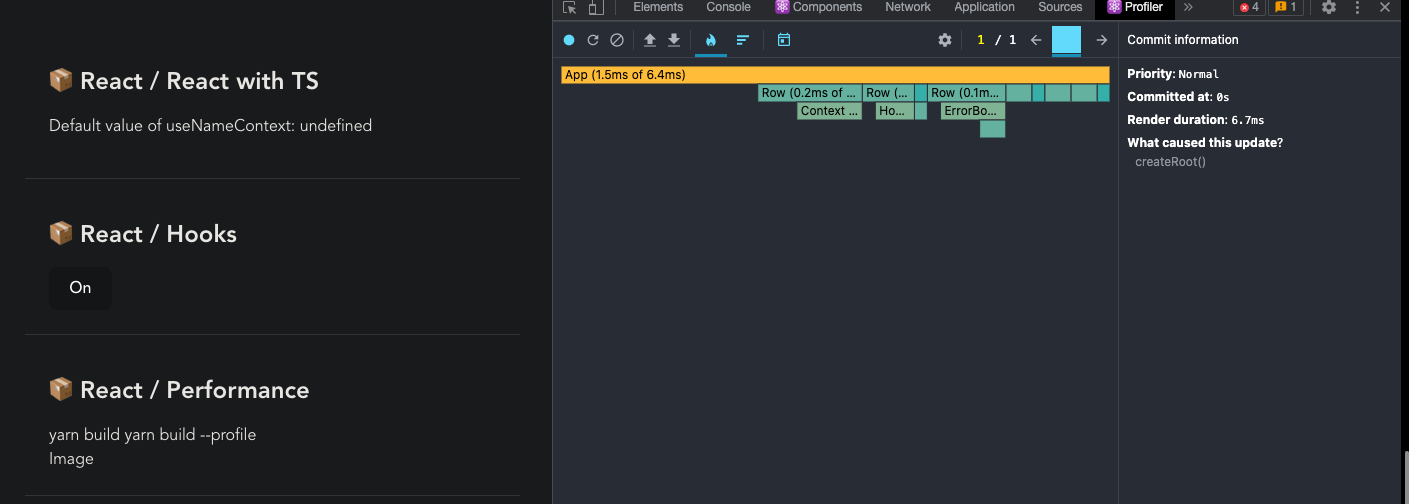 Elements Console Components Network Application Sources Profiler » 4 1
1 / 1
Commit information
📦 React / React with TS
Default value of useNameContext: undefined
App (1.5ms of 6.4ms)
Row (0.2ms of ... Row (... Row (0.1m...
Context ... Ho... ErrorBo...
Priority: Normal
Committed at: 0s
Render duration: 6.7ms
What caused this update?
createRoot()
📦 React / Hooks
On
📦 React / Performance
yarn build yarn build --profile
Image